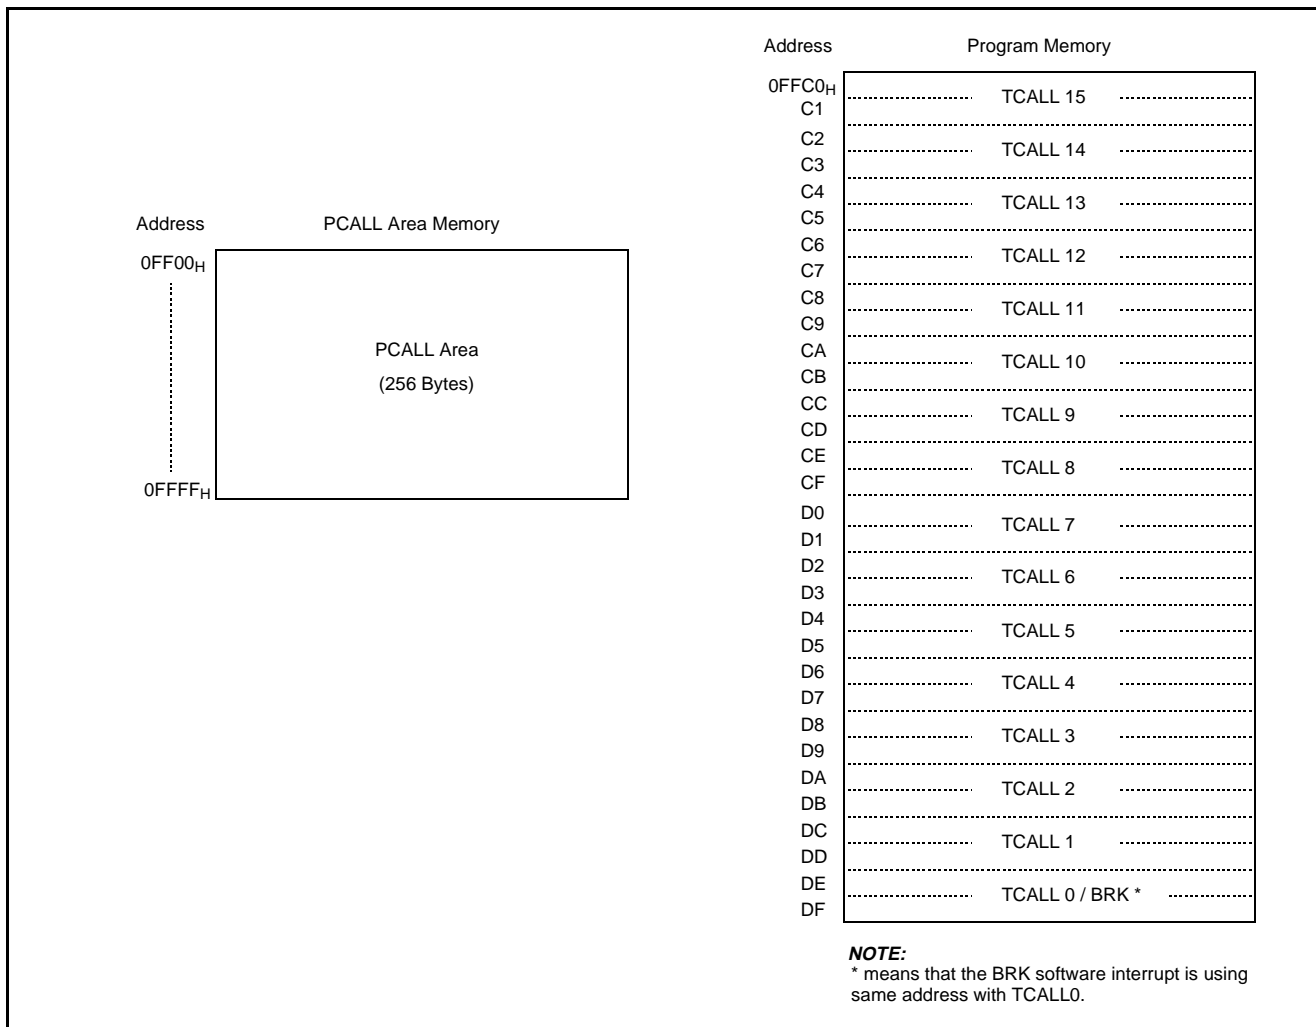 Address PCALL Area Memory
0FF00H
PCALL Area
(256 Bytes)
0FFFFH
Address Program Memory
0FFC0H
TCALL 15
C1
C2
TCALL 14
C3
C4
TCALL 13
C5
C6
TCALL 12
C7
C8
TCALL 11
C9
CA
TCALL 10
CB
CC
TCALL 9
CD
CE
TCALL 8
CF
D0
TCALL 7
D1
D2
TCALL 6
D3
D4
TCALL 5
D5
D6
TCALL 4
D7
D8
TCALL 3
D9
DA
TCALL 2
DB
DC
TCALL 1
DD
DE
TCALL 0 / BRK *
DF
NOTE:
* means that the BRK software interrupt is using
same address with TCALL0.